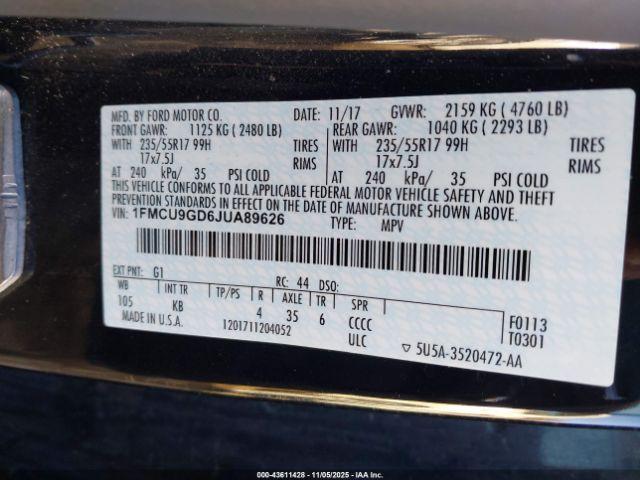 MFD. BY FORD MOTOR CO. DATE: 11/17 GVWR: 2159 KG ( 4760 LB)
FRONT GAWR: 1125 KG ( 2480 LB) REAR GAWR: 1040 KG ( 2293 LB)
WITH 235/55R17 99H TIRES WITH 235/55R17 99H TIRES
17x7.5J RIMS 17x7.5J RIMS
AT 240 kPa/ 35 PSI COLD AT 240 kPa/ 35 PSI COLD
THIS VEHICLE CONFORMS TO ALL APPLICABLE FEDERAL MOTOR VEHICLE SAFETY AND THEFT
PREVENTION STANDARDS IN EFFECT ON THE DATE OF MANUFACTURE SHOWN ABOVE.
VIN: 1FMCU9GD6JUA89626 TYPE: MPV
EXT PNT: G1 RC: 44 DSO:
WB INT TR TP/PS R AXLE TR SPR F0113
105 KB 4 35 6 CCCC T0301
MADE IN U.S.A. 1201711204052 ULC ▽ 5U5A-3520472-AA
000-43611428 - 11/05/2025 - IAA Inc.